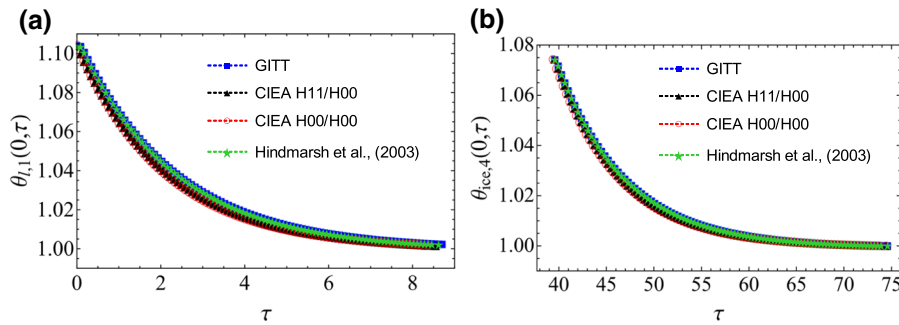 (a)
θl,1(0,τ)
1.10
1.08
1.06
1.04
1.02
1.00
GITT
CIEA H11/H00
CIEA H00/H00
Hindmarsh et al., (2003)
0 2 4 6 8
τ
(b)
θice,4(0,τ)
1.08
1.06
1.04
1.02
1.00
GITT
CIEA H11/H00
CIEA H00/H00
Hindmarsh et al., (2003)
40 45 50 55 60 65 70 75
τ